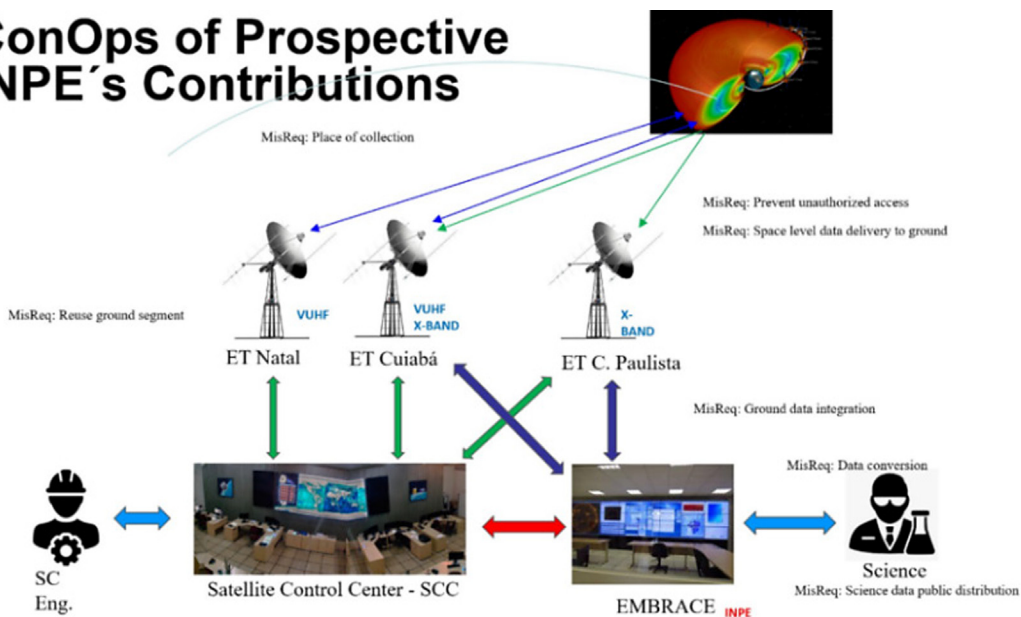 ConOps of Prospective
INPE´s Contributions
MisReq: Place of collection
MisReq: Prevent unauthorized access
MisReq: Space level data delivery to ground
MisReq: Reuse ground segment
VUHF
VUHF
X-BAND
X-
BAND
ET Natal
ET Cuiabá
ET C. Paulista
MisReq: Ground data integration
MisReq: Data conversion
SC
Eng.
Satellite Control Center - SCC
EMBRACE INPE
Science
MisReq: Science data public distribution